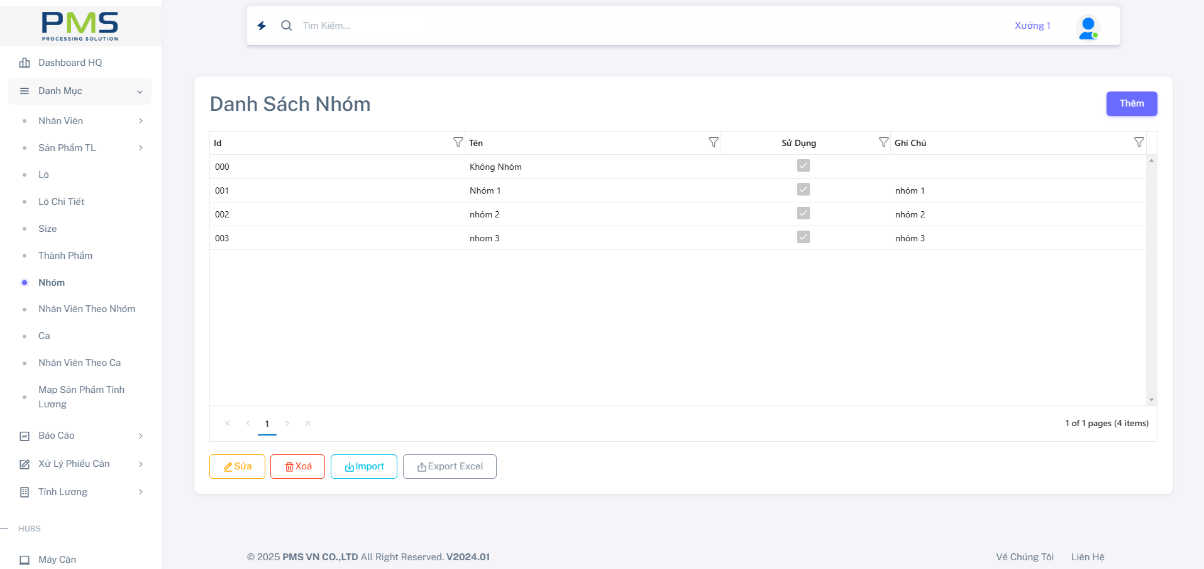 PMS
PROCESSING SOLUTION
Dashboard HQ
Danh Mục
Nhân Viên
Sản Phẩm TL
Lô
Lô Chi Tiết
Size
Thành Phẩm
Nhóm
Nhân Viên Theo Nhóm
Ca
Nhân Viên Theo Ca
Map Sản Phẩm Tính
Lương
Báo Cáo
Xử Lý Phiếu Cân
Tính Lương
HUBS
Máy Cân
Tìm Kiếm...
Xưởng 1
Danh Sách Nhóm
Thêm
Id Tên Sử Dụng Ghi Chú
000 Không Nhóm
001 Nhóm 1 nhóm 1
002 nhóm 2 nhóm 2
003 nhom 3 nhóm 3
1
1 of 1 pages (4 items)
Sửa Xoá Import Export Excel
© 2025 PMS VN CO.,LTD All Right Reserved. V2024.01
Về Chúng Tôi Liên Hệ